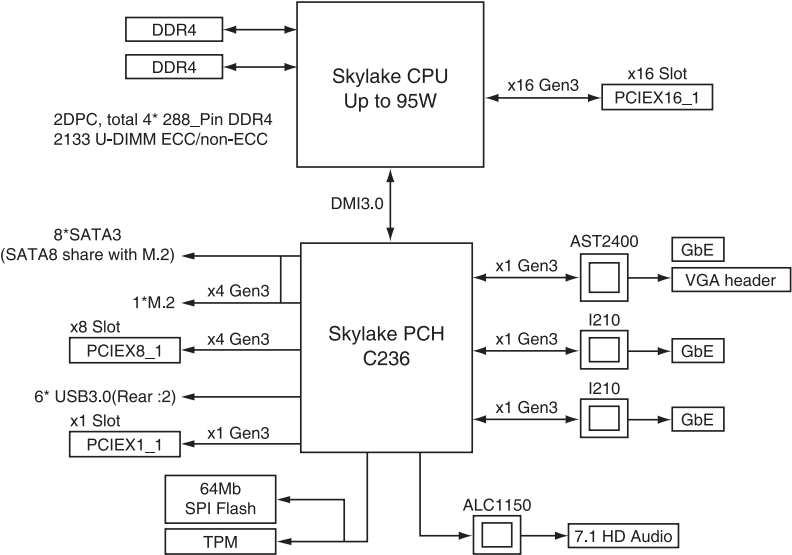 DDR4
DDR4
Skylake CPU
Up to 95W
x16 Gen3
x16 Slot
PCIEX16_1
2DPC, total 4* 288_Pin DDR4
2133 U-DIMM ECC/non-ECC
DMI3.0
8*SATA3
(SATA8 share with M.2)
x4 Gen3
1*M.2
x8 Slot
PCIEX8_1
x4 Gen3
6* USB3.0(Rear :2)
x1 Slot
PCIEX1_1
x1 Gen3
Skylake PCH
C236
x1 Gen3
AST2400
GbE
VGA header
x1 Gen3
I210
GbE
x1 Gen3
I210
GbE
64Mb
SPI Flash
TPM
ALC1150
7.1 HD Audio